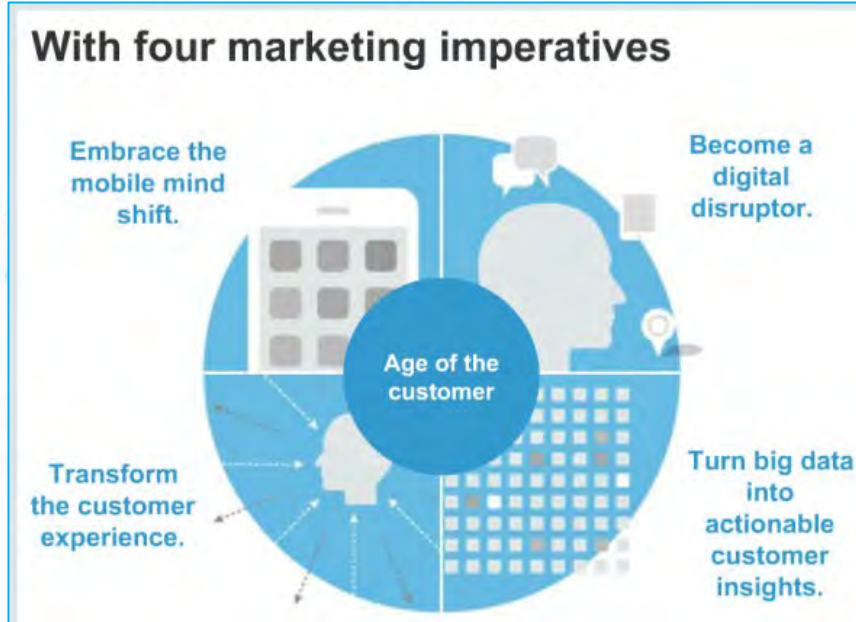 With four marketing imperatives
Embrace the
mobile mind
shift.
Become a
digital
disruptor.
Age of the
customer
Transform
the customer
experience.
Turn big data
into
actionable
customer
insights.